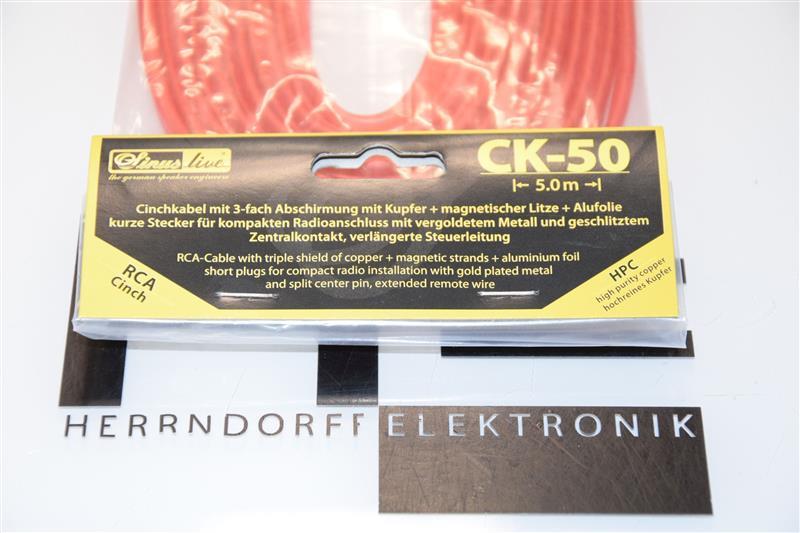 Sinus live
the german speaker engineers
CK-50
5.0 m
Cinchkabel mit 3-fach Abschirmung mit Kupfer + magnetischer Litze + Alufolie
kurze Stecker für kompakten Radioanschluss mit vergoldetem Metall und geschlitztem
Zentralkontakt, verlängerte Steuerleitung
RCA-Cable with triple shield of copper + magnetic strands + aluminium foil
short plugs for compact radio installation with gold plated metal
and split center pin, extended remote wire
RCA
Cinch
HPC
high purity copper
hochreines Kupfer
HERRNDORFF ELEKTRONIK